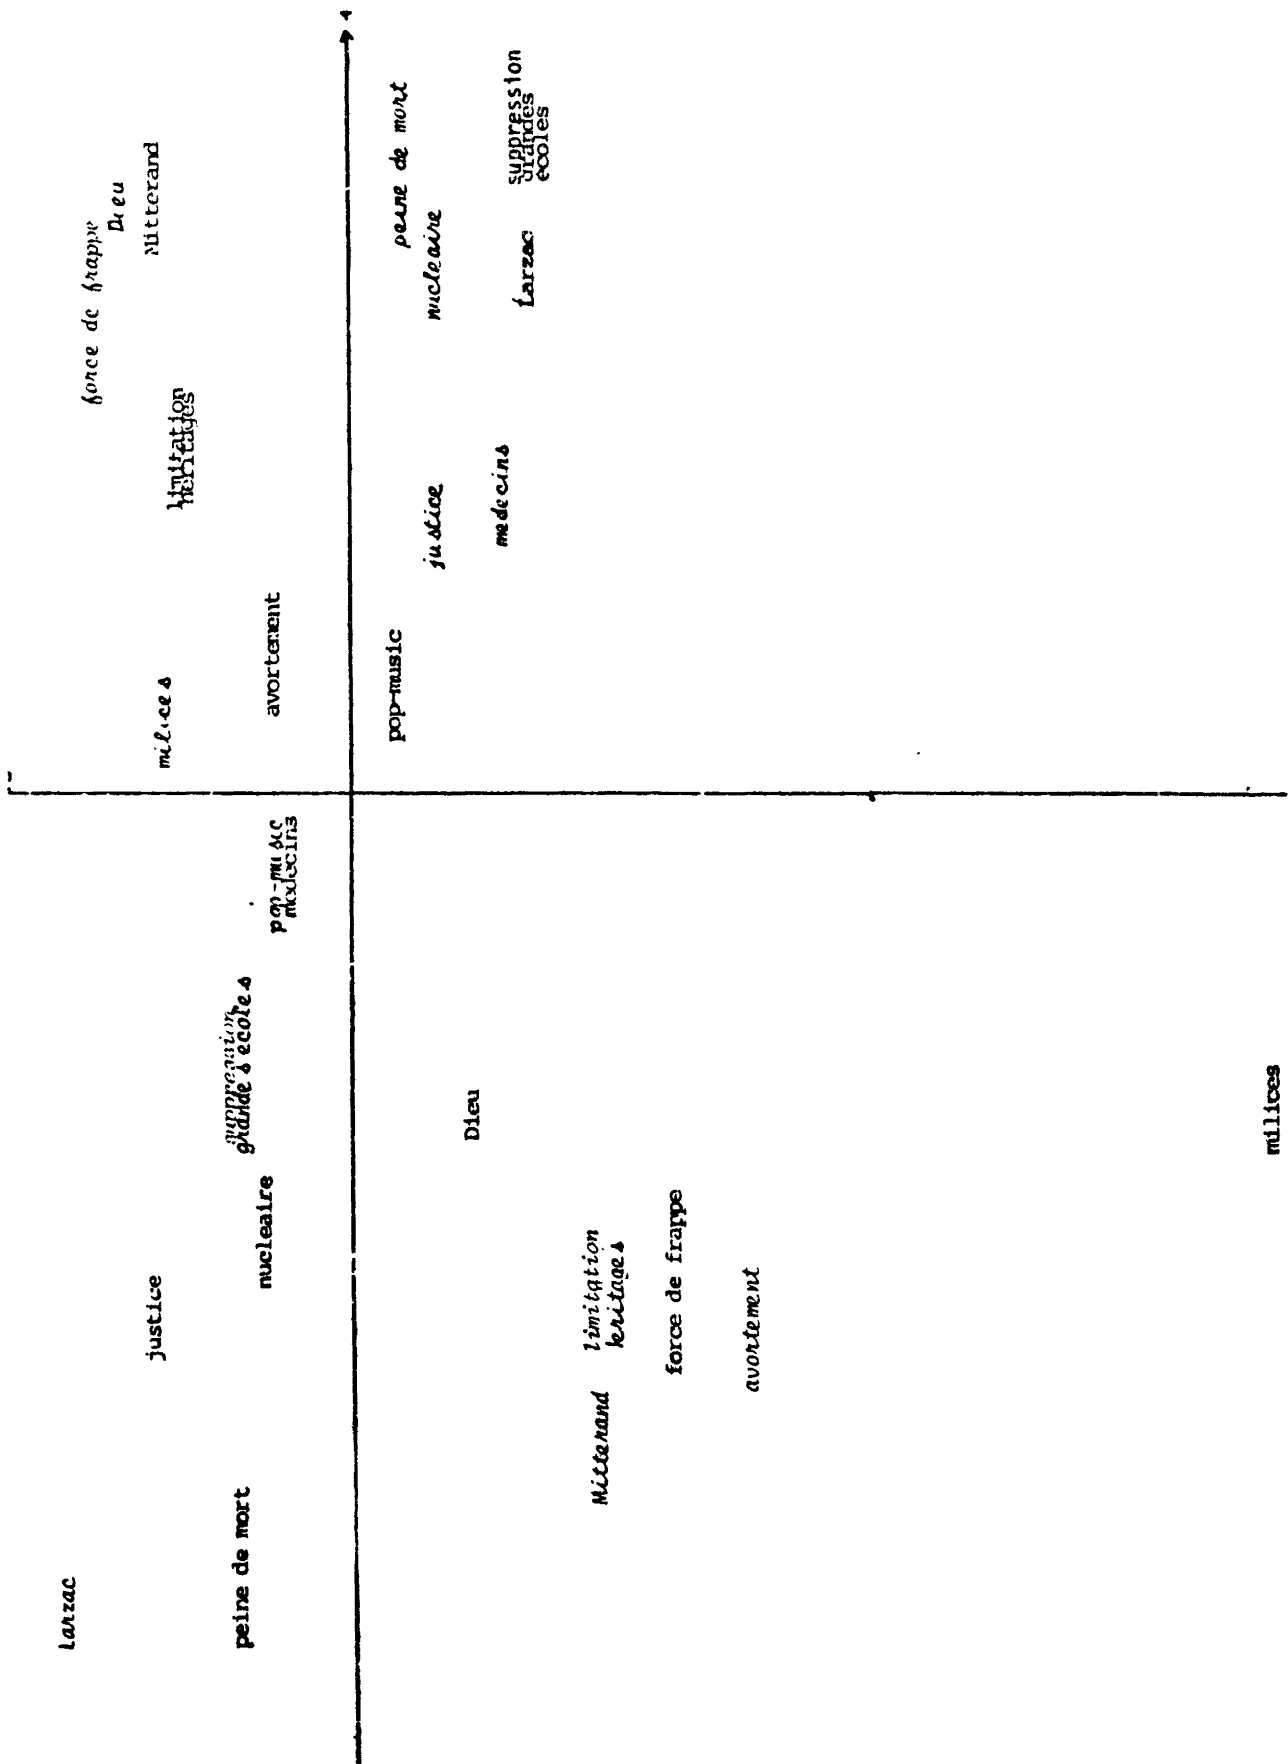 Larzac
force de frappe
Dieu
Mitterand
justice
milices
limitation
heritages
suppression
grandes ecoles
peine de mort
nucleaire
avortement
pop-music
medecins
1
pop-music
peine de mort
justice
nucleaire
Dieu
medecins
suppression
grandes
ecoles
Larzac
Mitterand
limitation
heritages
force de frappe
avortement
milices